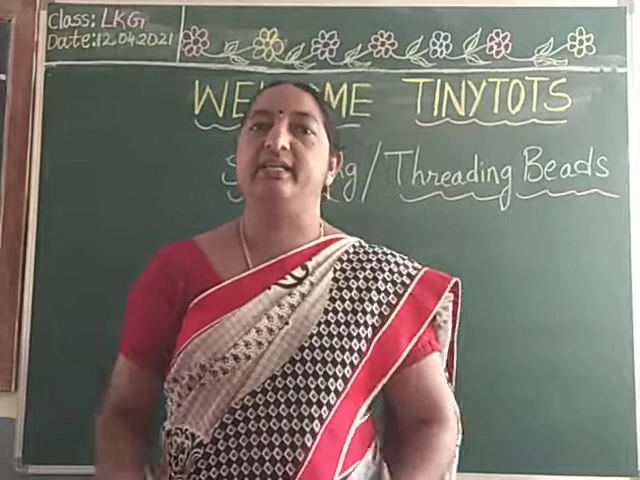 Class: LKG
Date: 12.04.2021
TINYTOTS
/Threading Beads